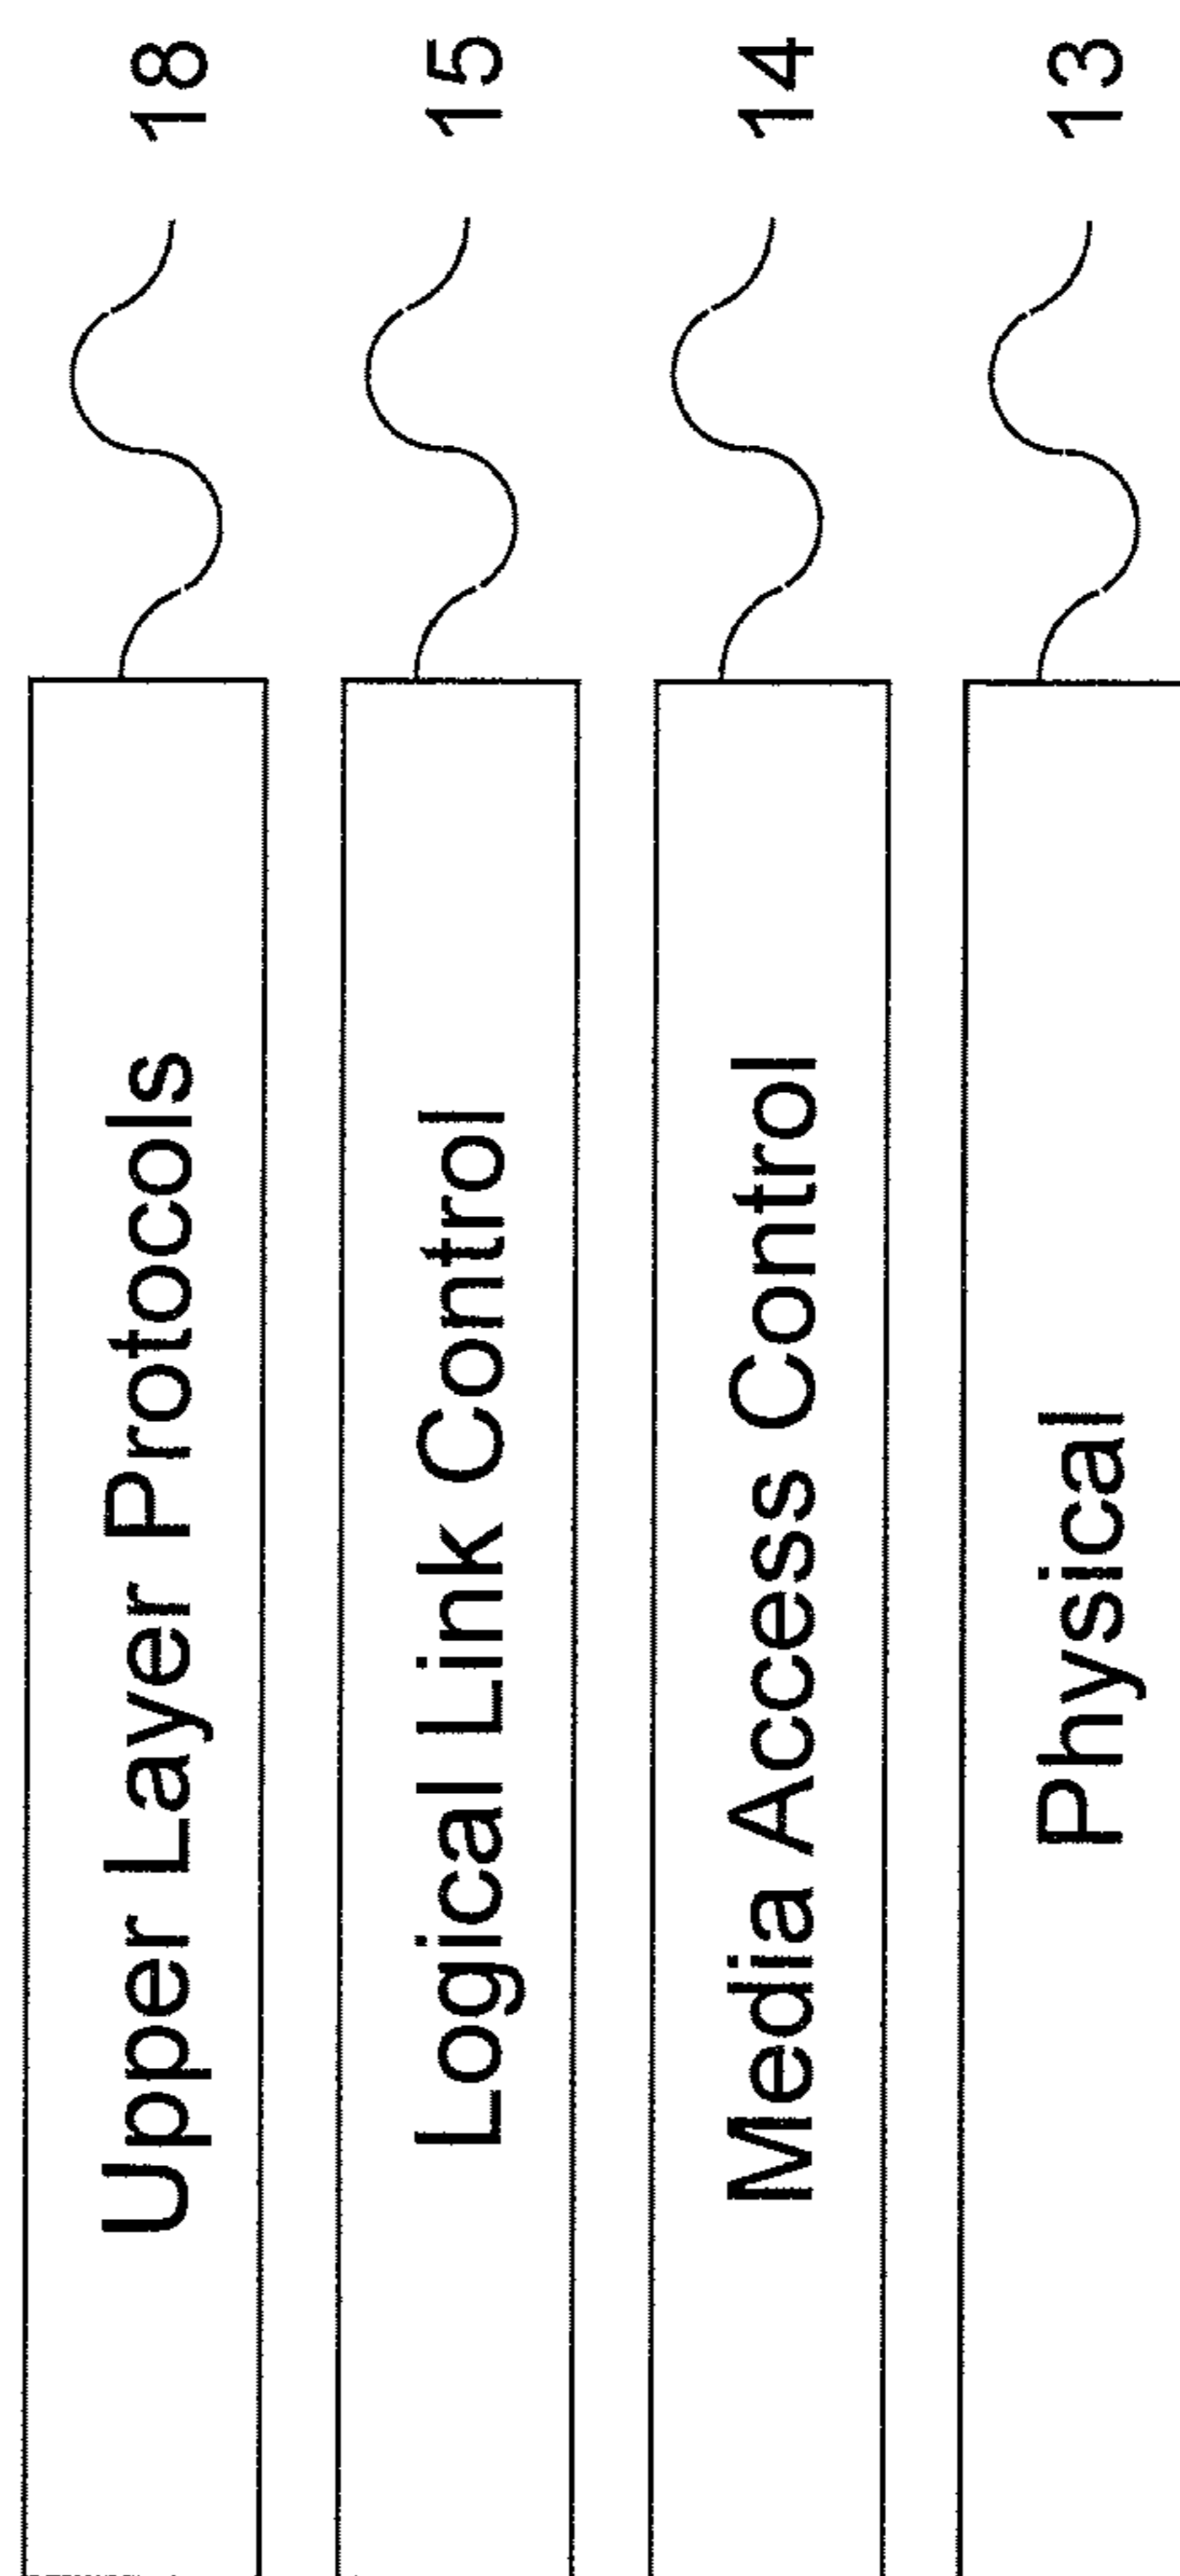 Upper Layer Protocols 18
Logical Link Control 15
Media Access Control 14
Physical 13